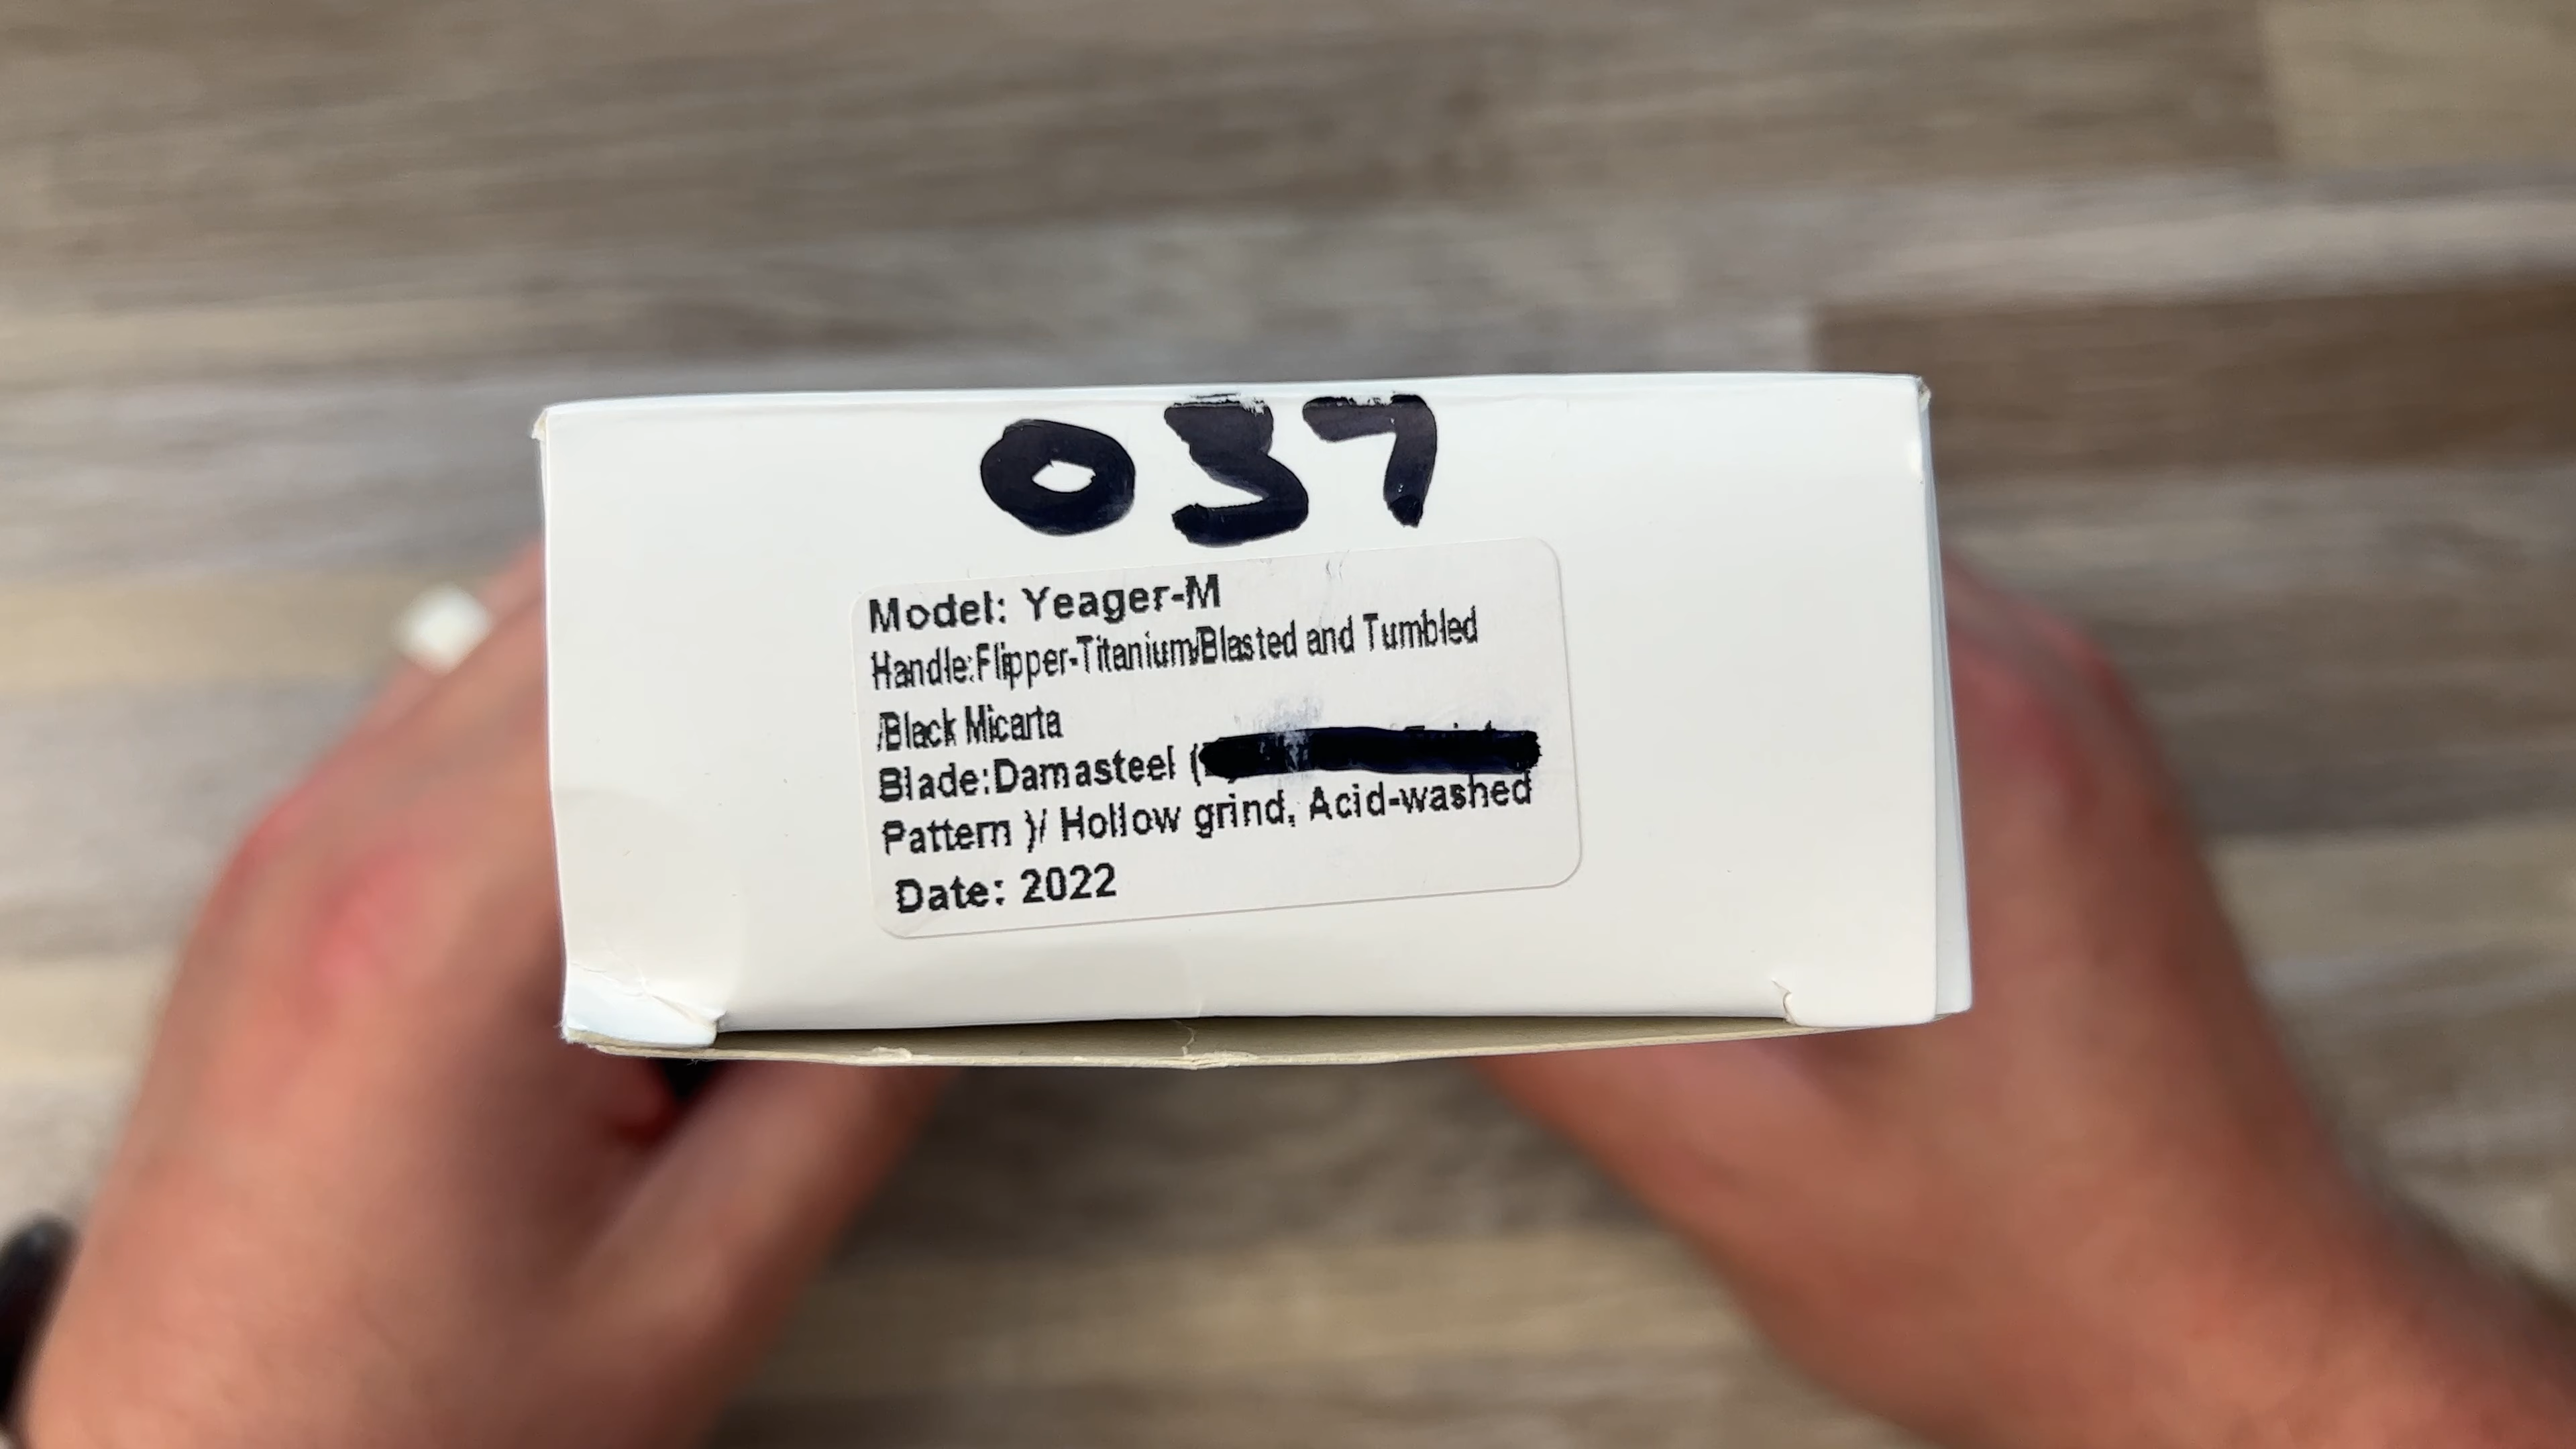 037
Model: Yeager-M
Handle:Flipper-Titanium/Blasted and Tumbled
/Black Micarta
Blade:Damasteel (
Pattern )/ Hollow grind, Acid-washed
Date: 2022